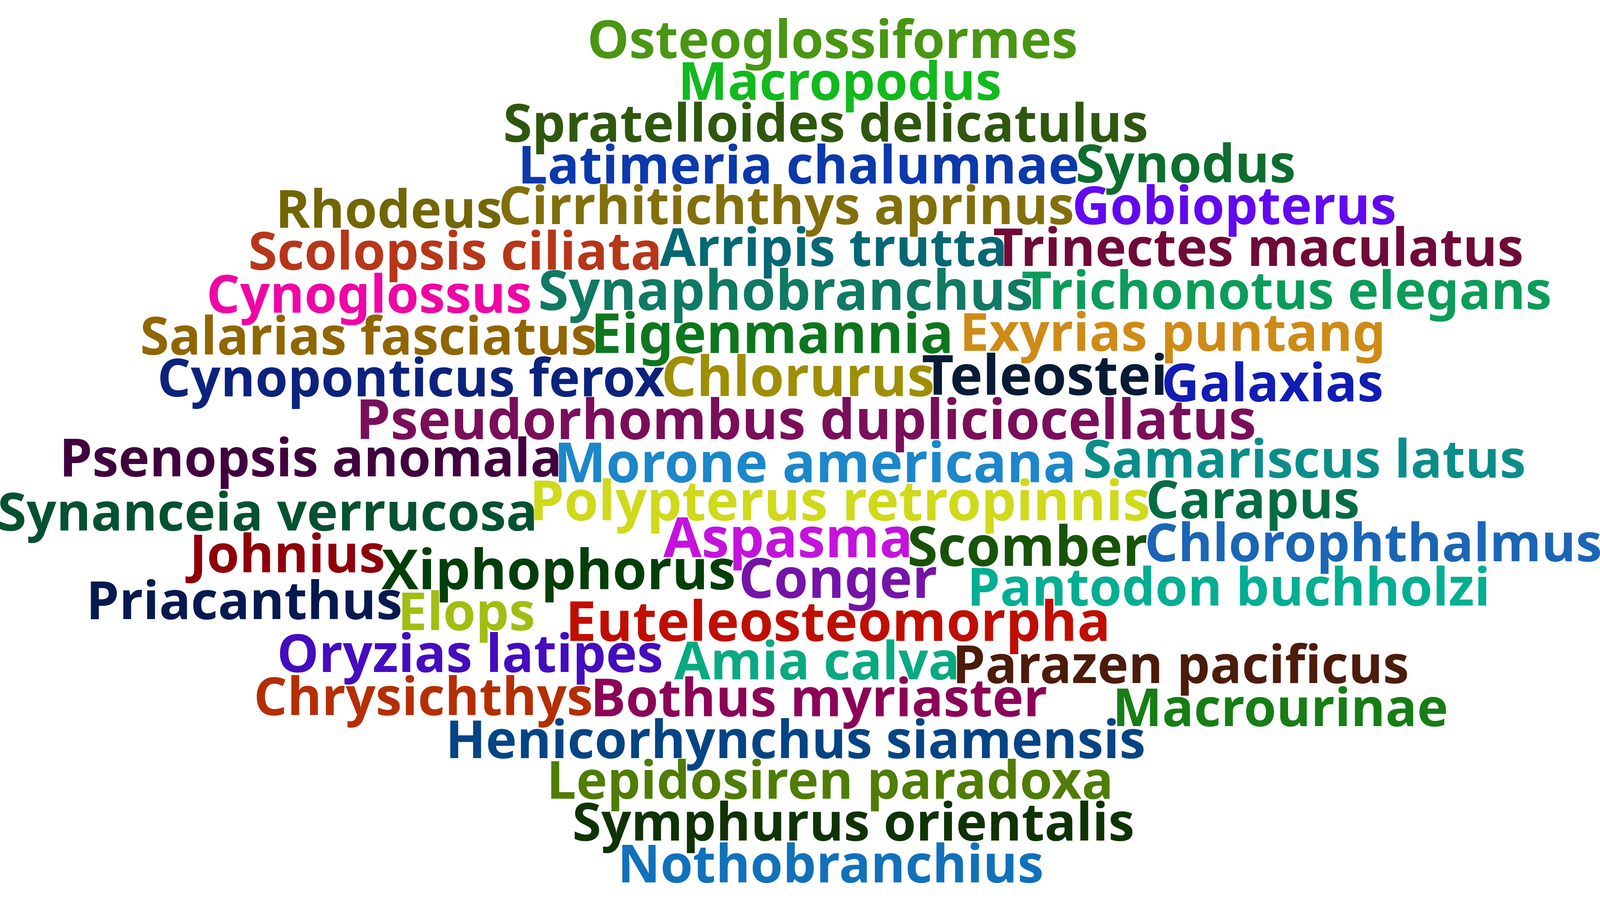 Osteoglossiformes
Macropodus
Spratelloides delicatulus
Latimeria chalumnae Synodus
Rhodeus Cirrhitichthys aprinus Gobiopterus
Scolopsis ciliata Arripis trutta Trinectes maculatus
Cynoglossus Synaphobranchus Trichonotus elegans
Salarias fasciatus Eigenmannia Exyrias puntang
Cynoponticus ferox Chlorurus Teleostei Galaxias
Pseudorhombus dupliciocellatus
Psenopsis anomala Morone americana Samariscus latus
Synanceia verrucosa Polypterus retropinnis Carapus
Johnius Xiphophorus Aspasma Scomber Chlorophthalmus
Priacanthus Elops Conger Pantodon buchholzi
Euteleosteomorpha
Oryzias latipes Amia calva Parazen pacificus
Chrysichthys Bothus myriaster Macrourinae
Henicorhynchus siamensis
Lepidosiren paradoxa
Symphurus orientalis
Nothobranchius